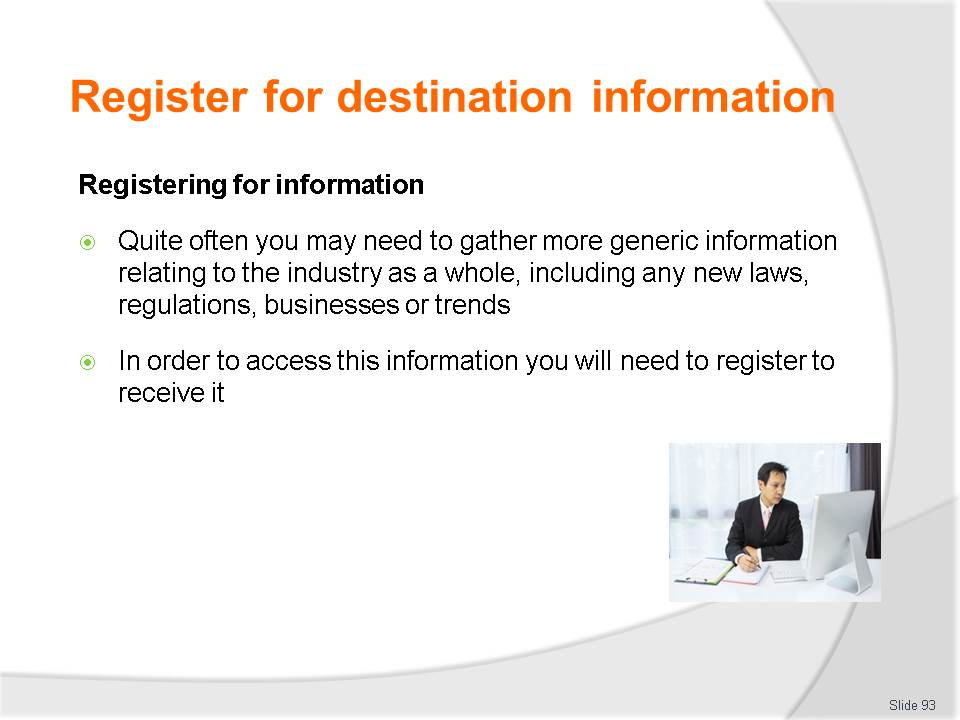 Register for destination information
Registering for information
Quite often you may need to gather more generic information
relating to the industry as a whole, including any new laws,
regulations, businesses or trends
In order to access this information you will need to register to
receive it
Slide 93